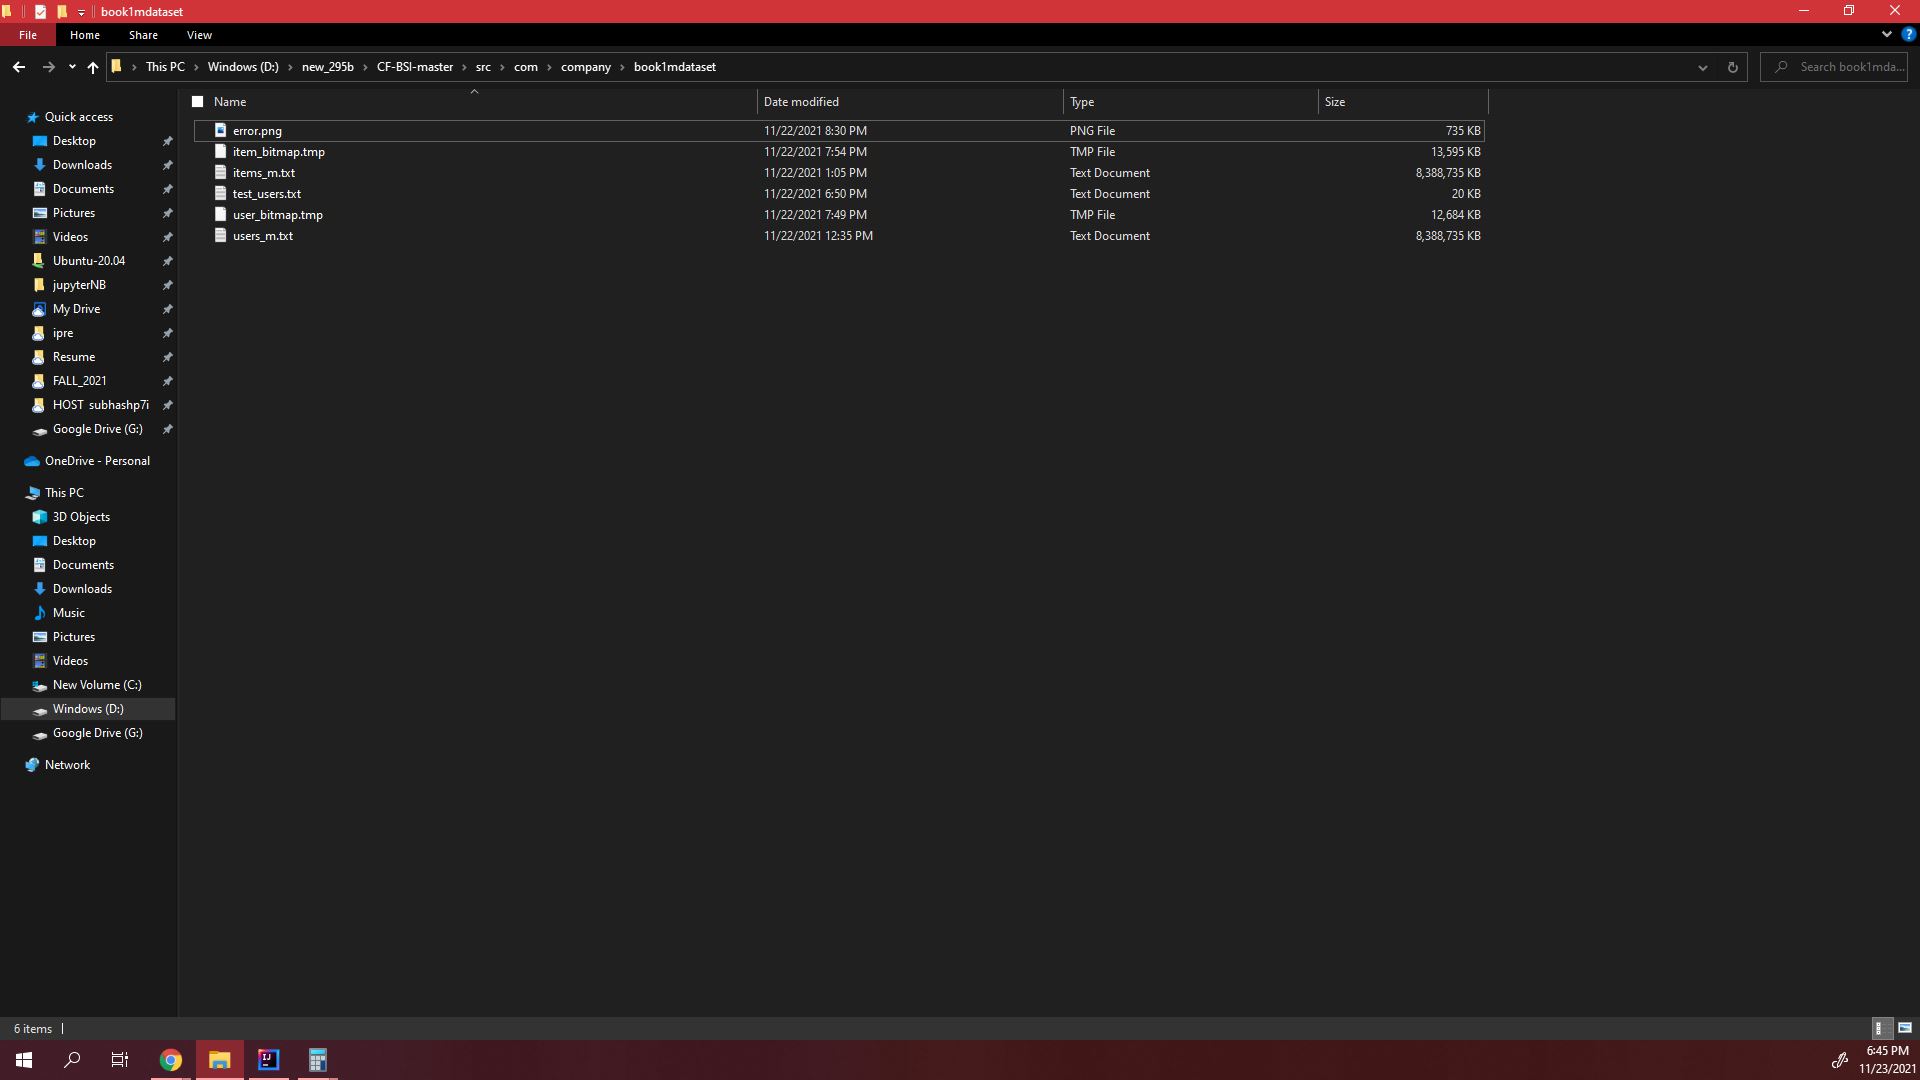 book1mdataset
File Home Share View
This PC Windows (D:) new_295b CF-BSI-master src com company book1mdataset
Search book1mda...
Name Date modified Type Size
error.png 11/22/2021 8:30 PM PNG File 735 KB
item_bitmap.tmp 11/22/2021 7:54 PM TMP File 13,595 KB
items_m.txt 11/22/2021 1:05 PM Text Document 8,388,735 KB
test_users.txt 11/22/2021 6:50 PM Text Document 20 KB
user_bitmap.tmp 11/22/2021 7:49 PM TMP File 12,684 KB
users_m.txt 11/22/2021 12:35 PM Text Document 8,388,735 KB
Quick access
Desktop
Downloads
Documents
Pictures
Videos
Ubuntu-20.04
jupyterNB
My Drive
ipre
Resume
FALL_2021
HOST subhashp7i
Google Drive (G:)
OneDrive - Personal
This PC
3D Objects
Desktop
Documents
Downloads
Music
Pictures
Videos
New Volume (C:)
Windows (D:)
Google Drive (G:)
Network
6 items
6:45 PM
11/23/2021